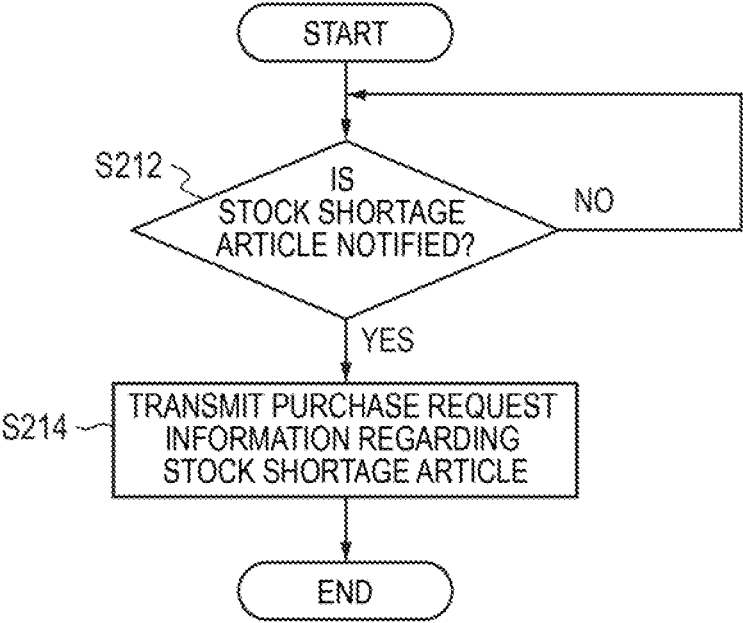 START
S212
IS
STOCK SHORTAGE
ARTICLE NOTIFIED?
NO
YES
S214
TRANSMIT PURCHASE REQUEST
INFORMATION REGARDING
STOCK SHORTAGE ARTICLE
END